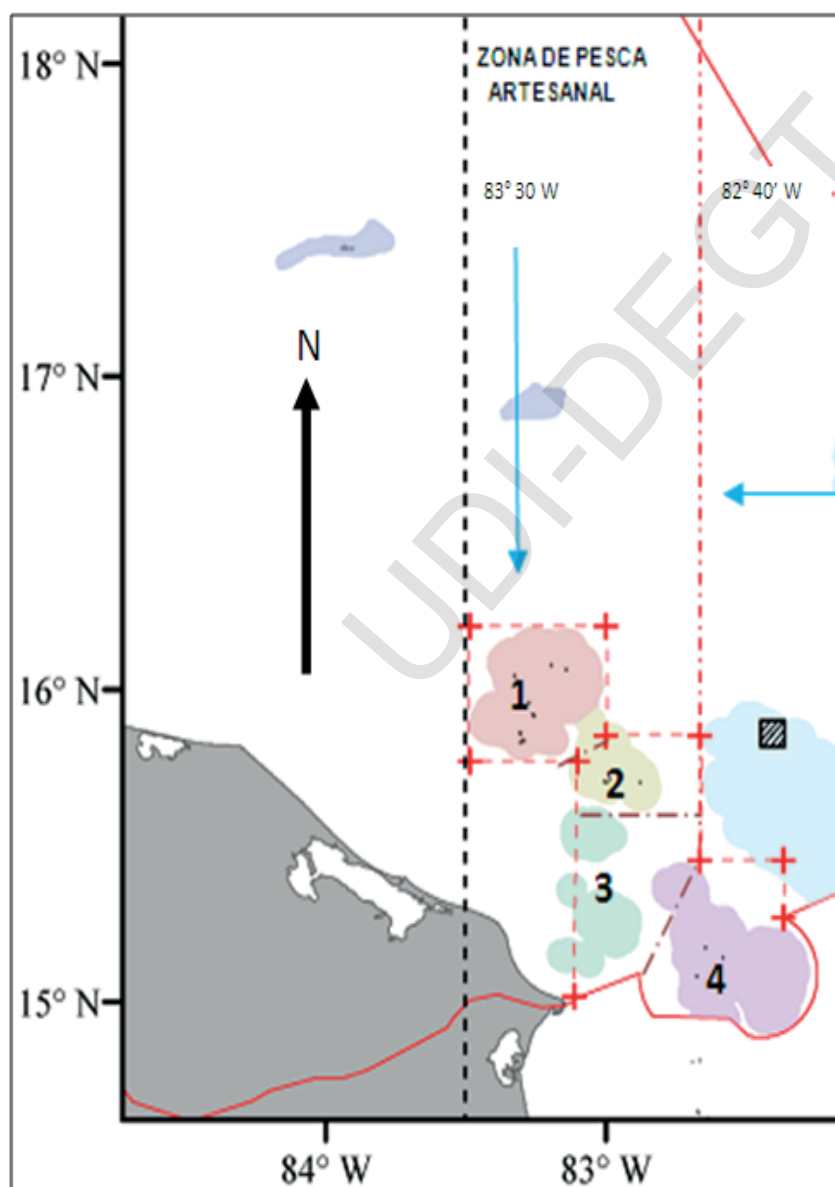 18° N
ZONA DE PESCA
ARTESANAL
83° 30 W
82° 40' W
N
17° N
UDI-DEGT
16° N
1
2
3
4
15° N
84° W
83° W